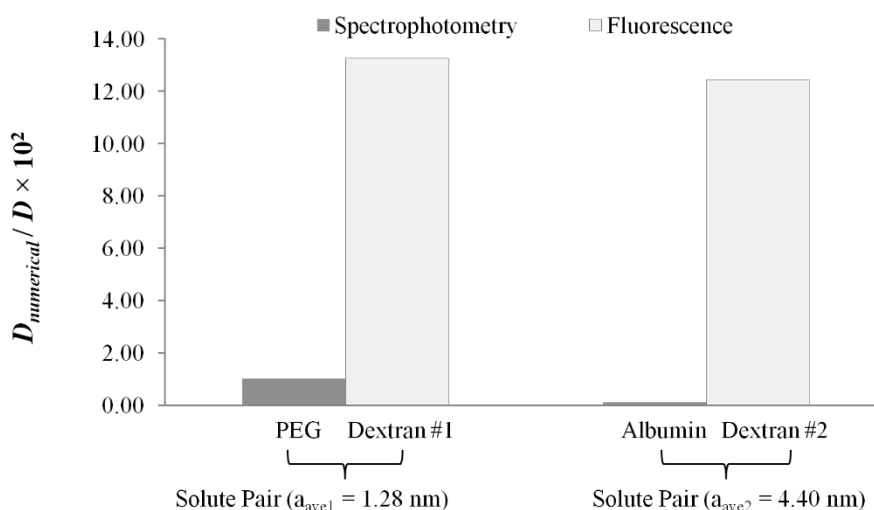 Spectrophotometry Fluorescence
14.00
12.00
10.00
8.00
6.00
4.00
2.00
0.00
D_numerical / D × 10²
PEG Dextran #1 Albumin Dextran #2
Solute Pair (a_ave1 = 1.28 nm) Solute Pair (a_ave2 = 4.40 nm)